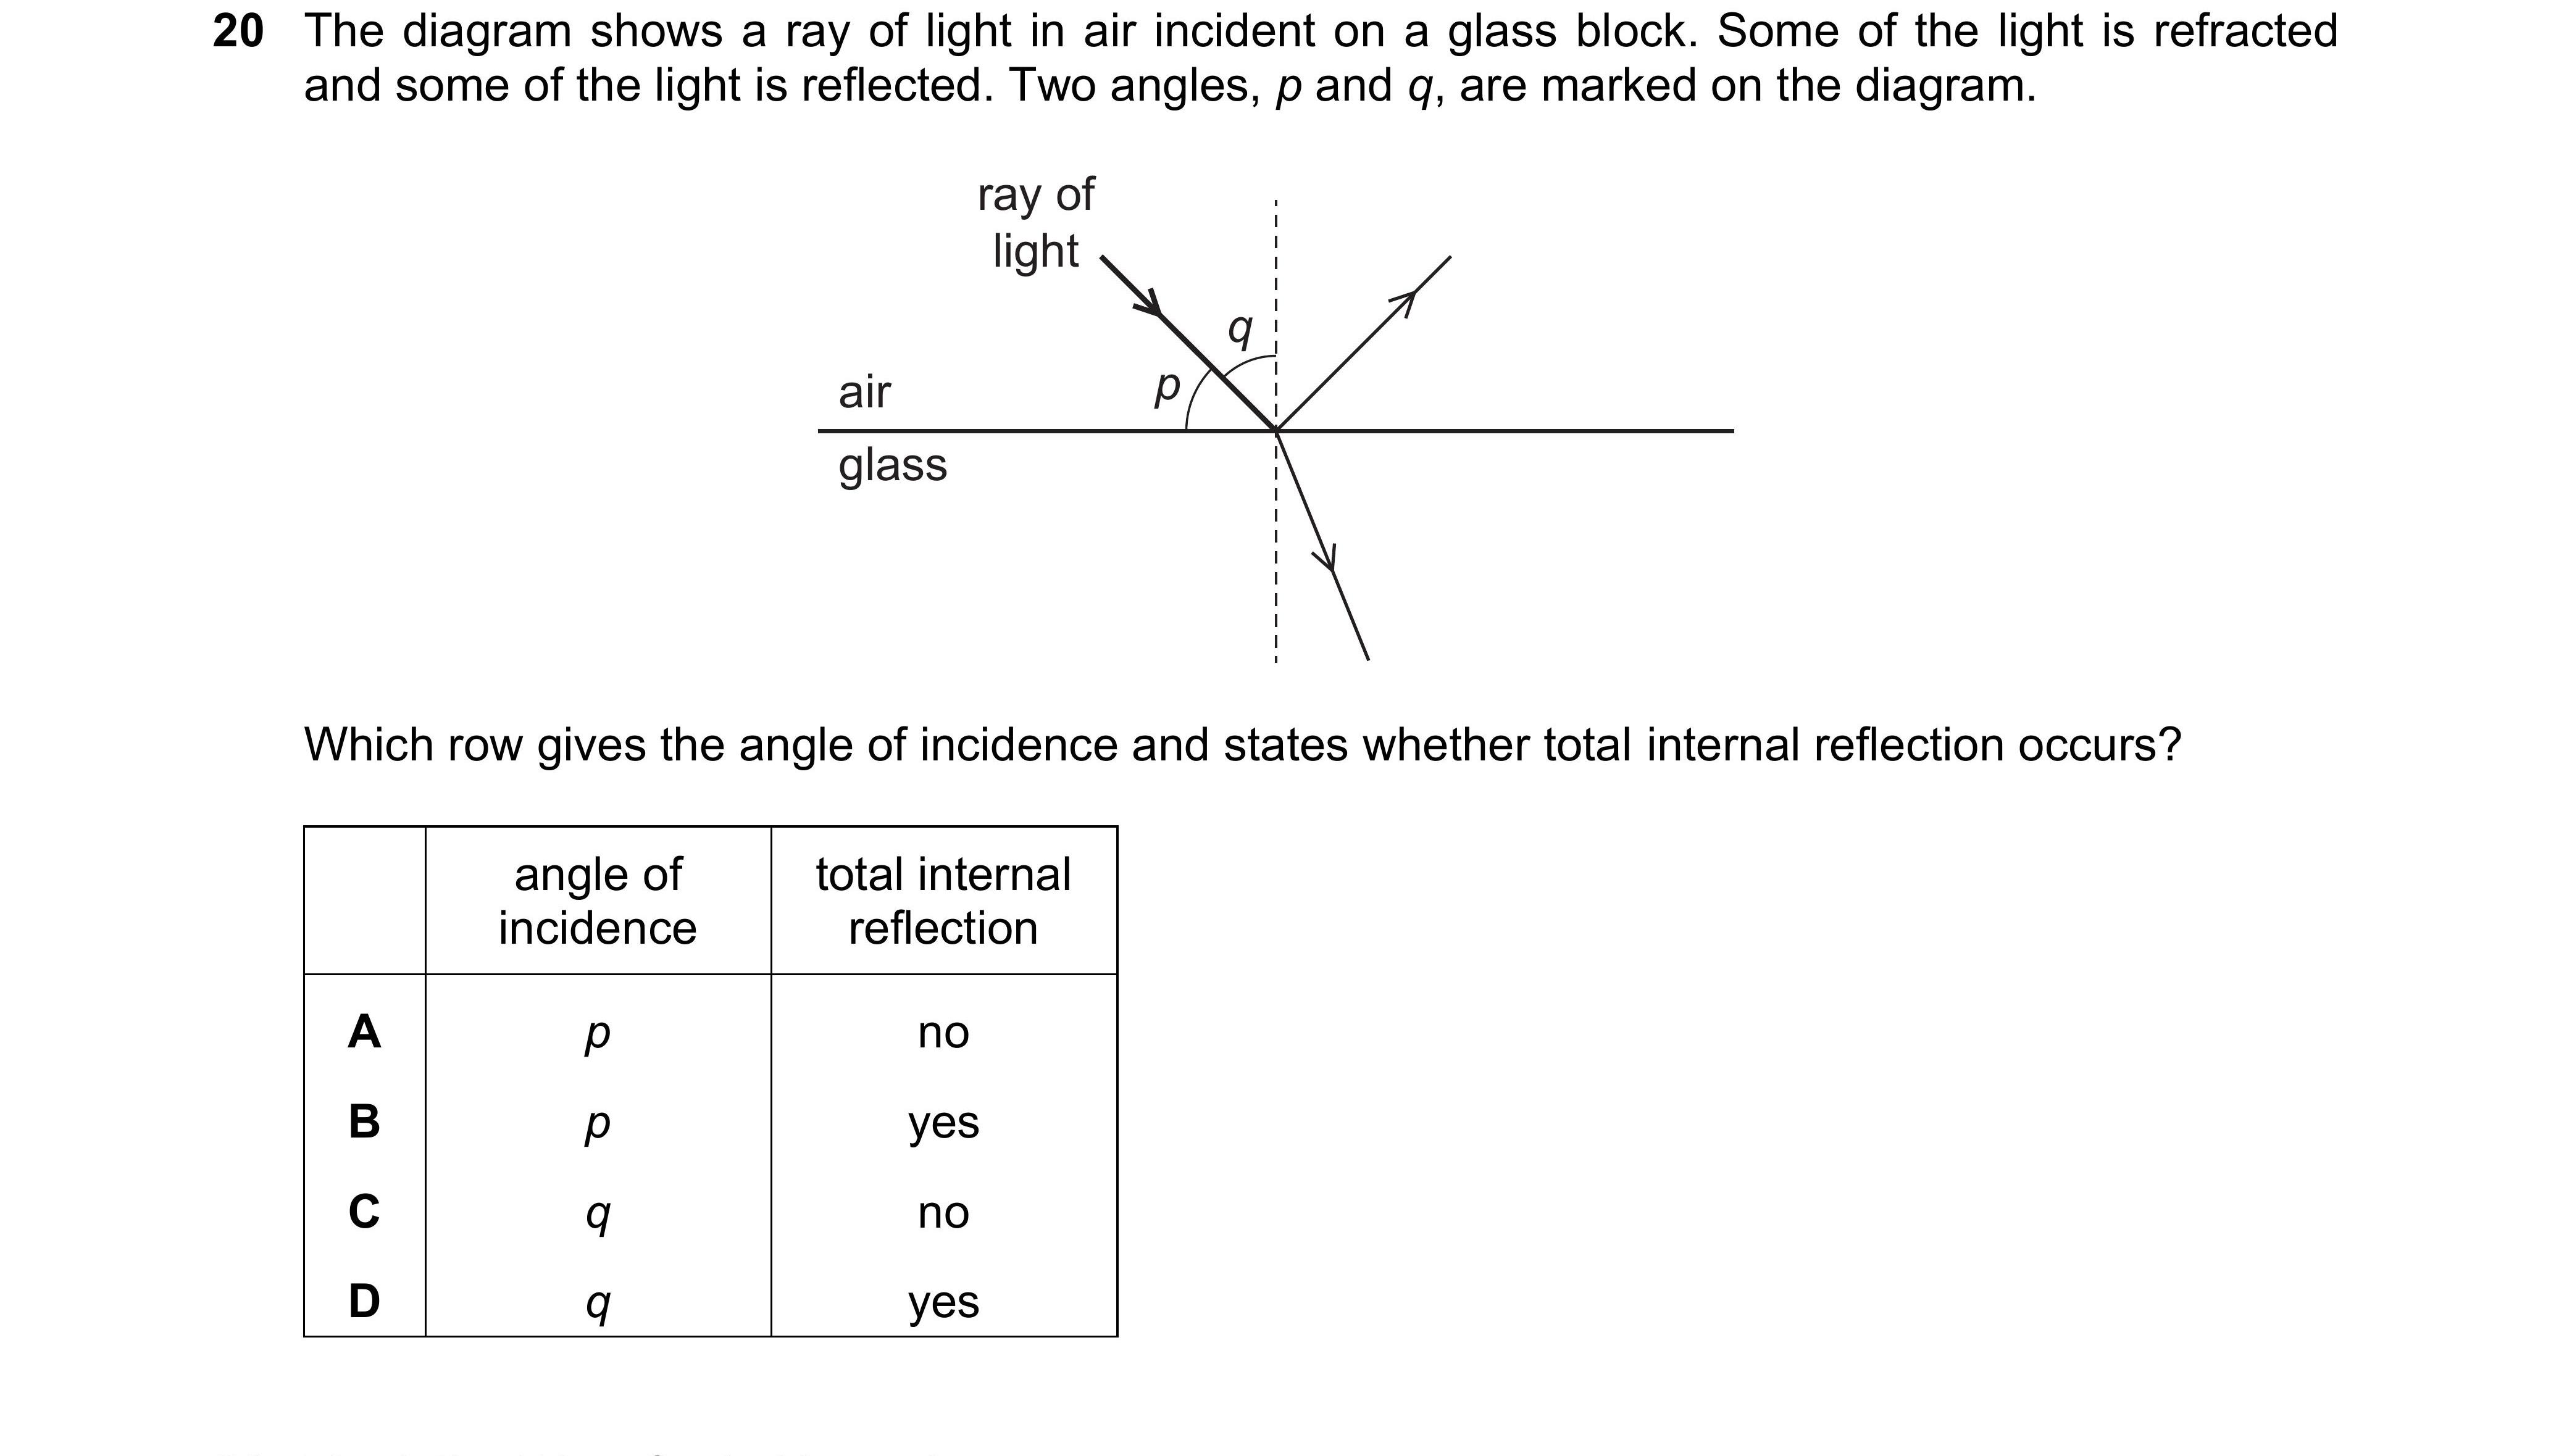 20 The diagram shows a ray of light in air incident on a glass block. Some of the light is refracted
and some of the light is reflected. Two angles, p and q, are marked on the diagram.
ray of
light
q
p
air
glass
Which row gives the angle of incidence and states whether total internal reflection occurs?
angle of
incidence
total internal
reflection
A p no
B p yes
C q no
D q yes